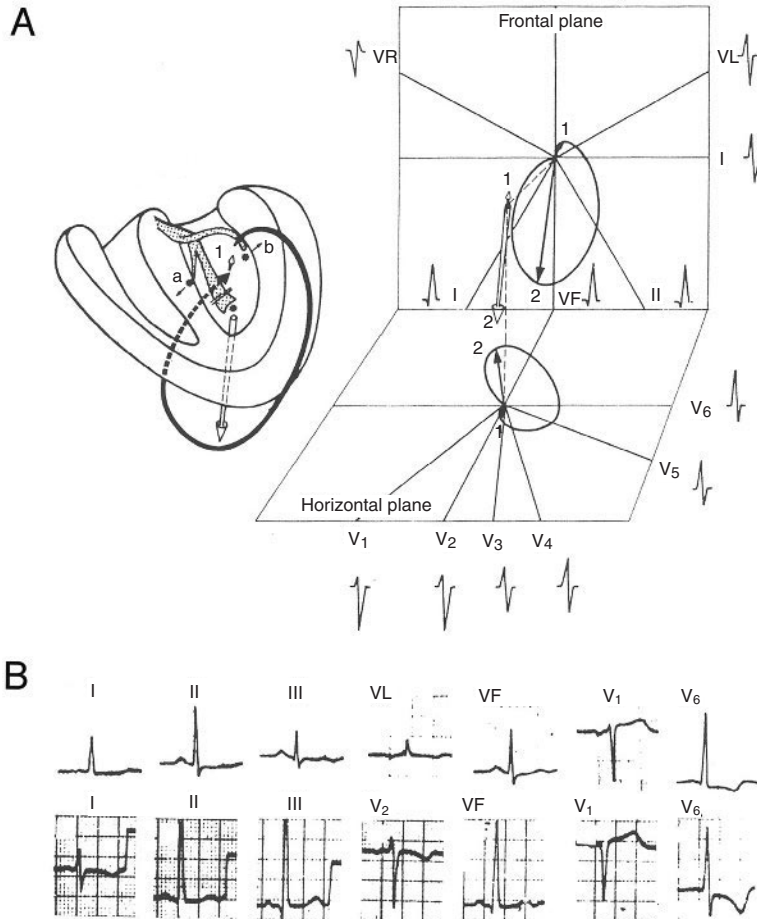 A
Frontal plane
VR
VL
1
I
1
1
b
a
2
2
I
VF
II
2
V6
1
V5
Horizontal plane
V1
V2
V3
V4
B
I
II
III
VL
VF
V1
V6
I
II
III
V2
VF
V1
V6